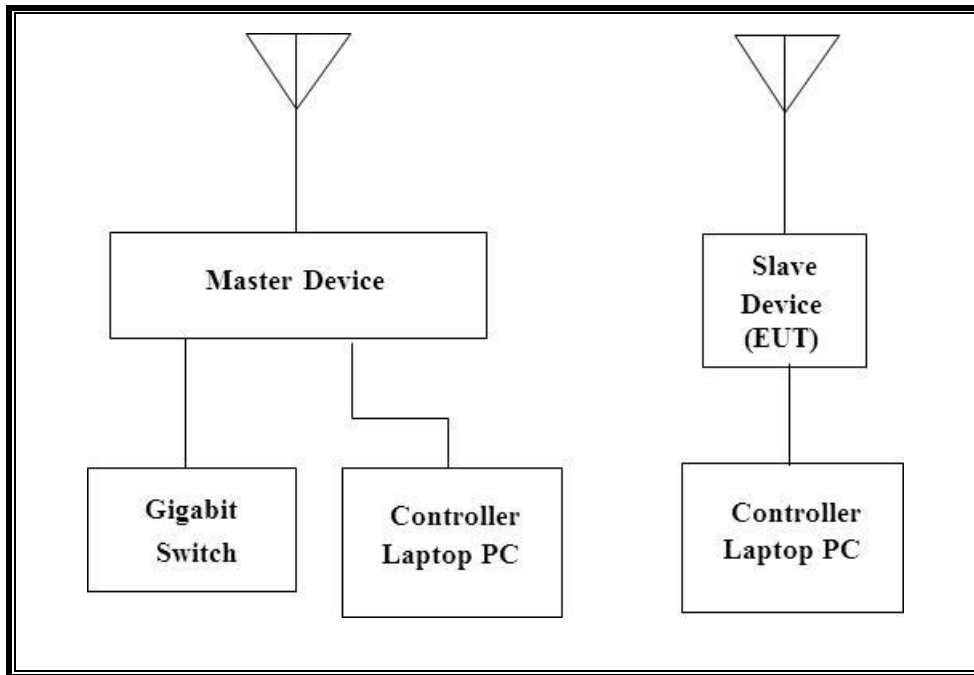 Master Device
Slave
Device
(EUT)
Gigabit
Switch
Controller
Laptop PC
Controller
Laptop PC